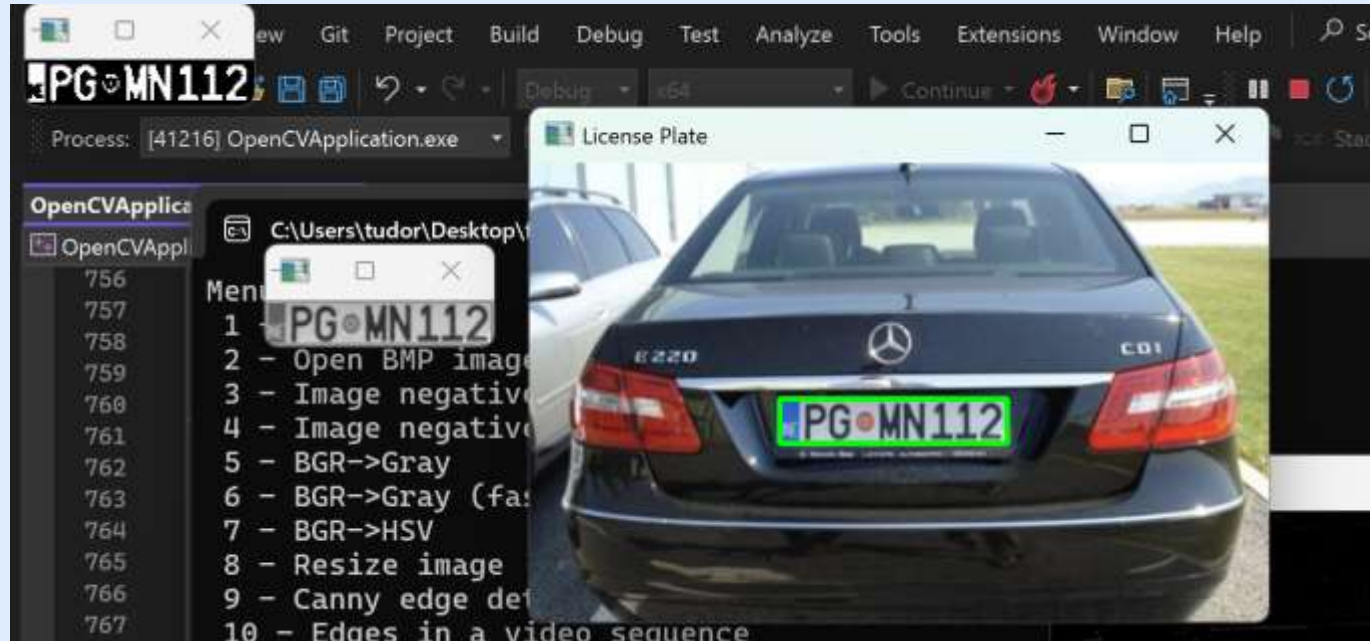 ew Git Project Build Debug Test Analyze Tools Extensions Window Help
PG MN112
Debug x64 Continue
Process: [41216] OpenCVApplication.exe
License Plate
OpenCVApplica
C:\Users\tudor\Desktop\
OpenCVAppl
756
757
758
759
760
761
762
763
764
765
766
767
Menu
1 -
PG MN112
2 - Open BMP image
3 - Image negativ
4 - Image negativ
5 - BGR->Gray
6 - BGR->Gray (fas
7 - BGR->HSV
8 - Resize image
9 - Canny edge det
10 - Edges in a video sequence
E220 CDI
PG MN112